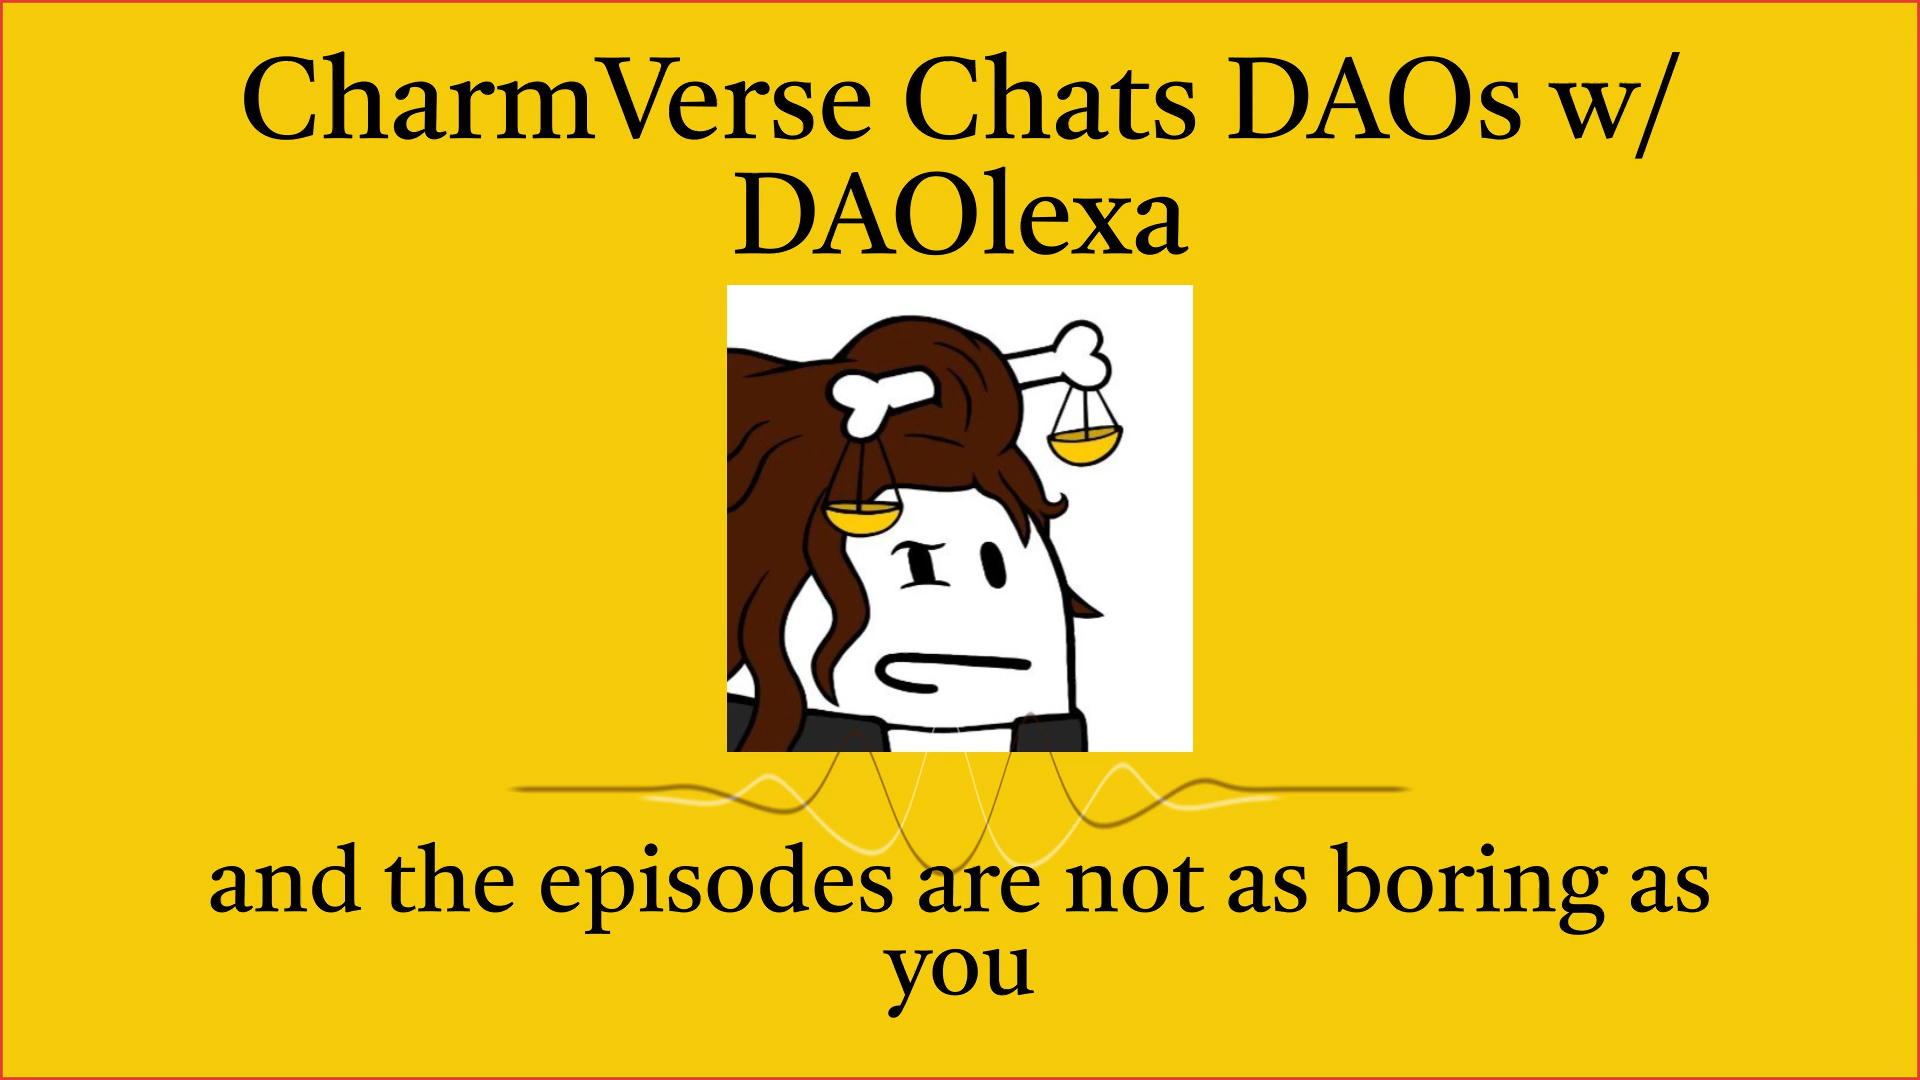 CharmVerse Chats DAOs w/
DAOlexa
and the episodes are not as boring as
you